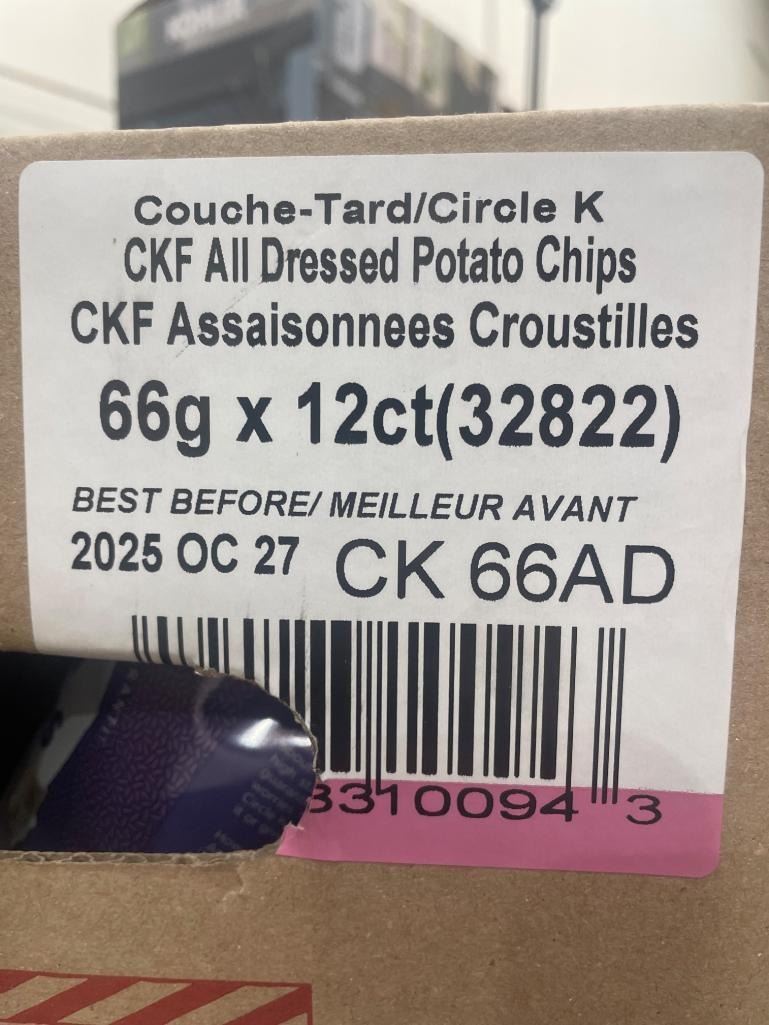 KOHLER
Couche-Tard/Circle K
CKF All Dressed Potato Chips
CKF Assaisonnees Croustilles
66g x 12ct(32822)
BEST BEFORE/ MEILLEUR AVANT
2025 OC 27 CK 66AD
3310094 3